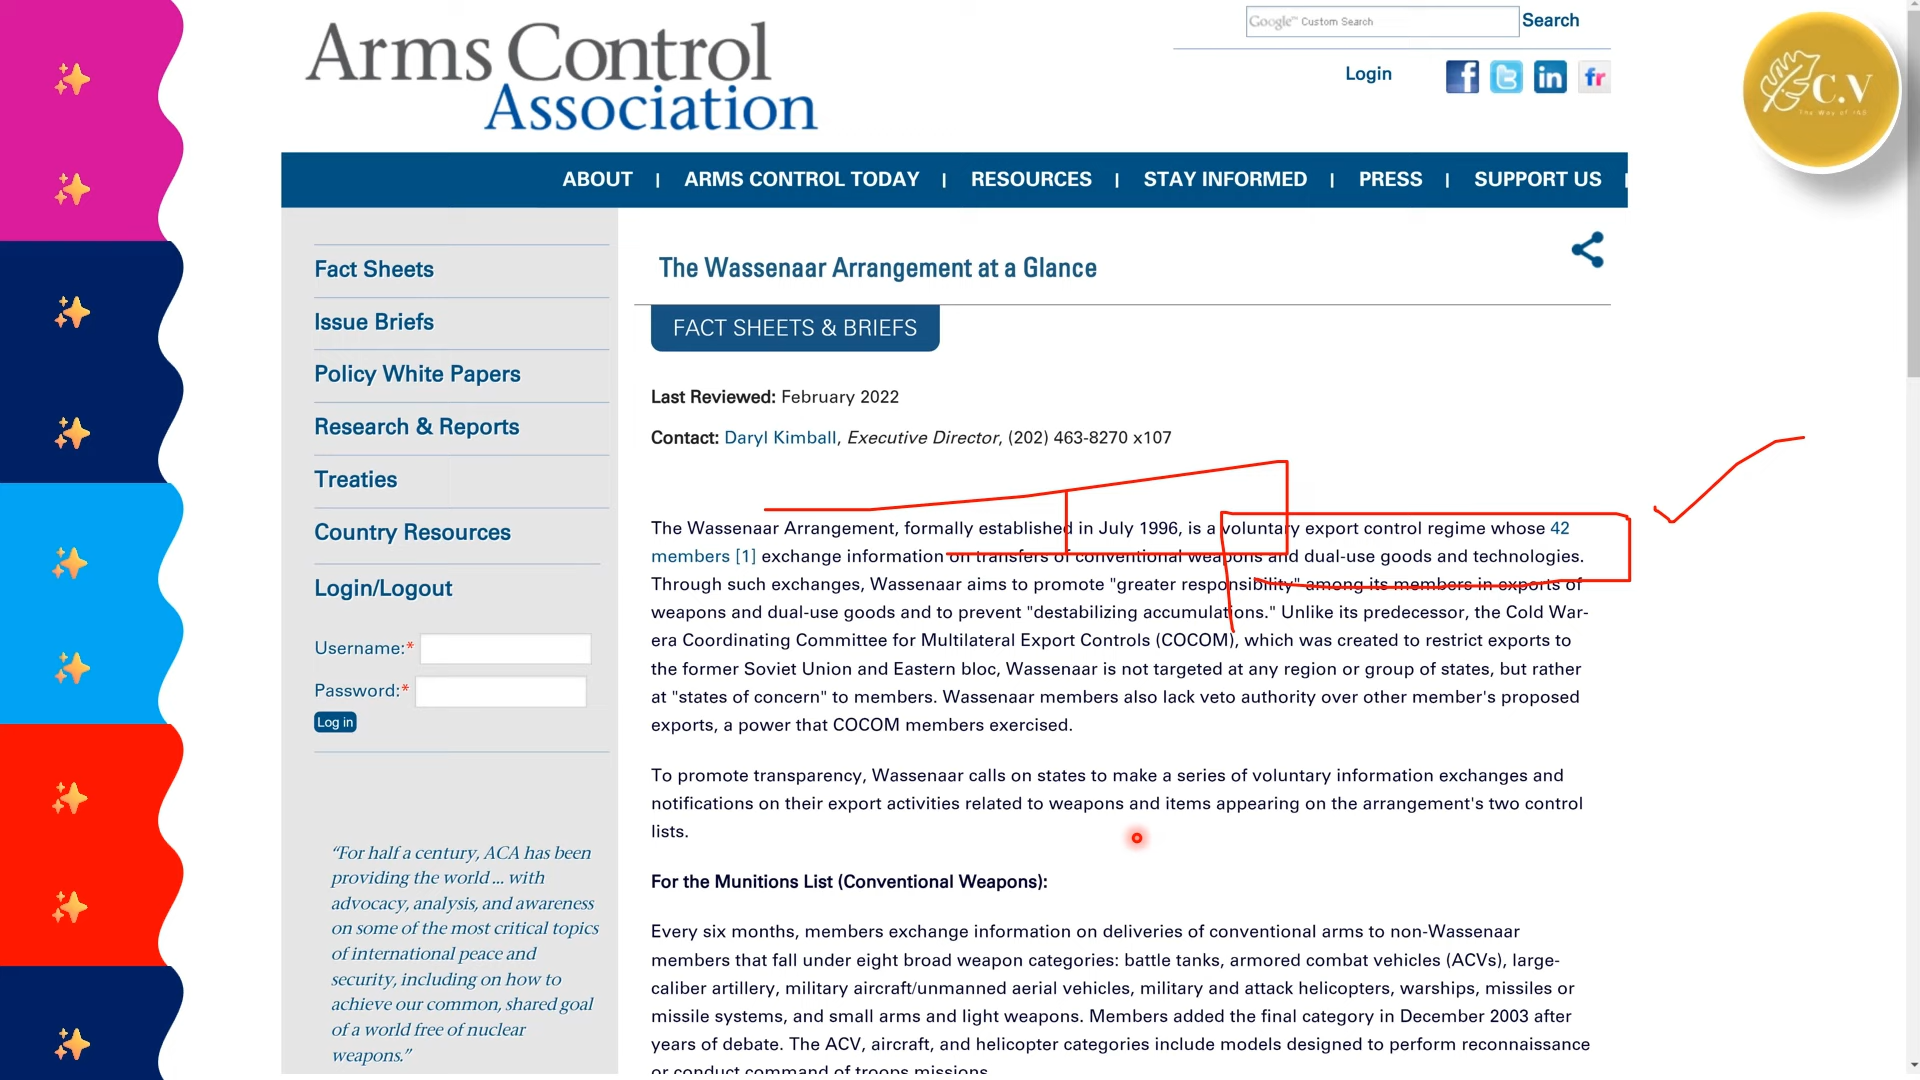 Arms Control
Association
Google™ Custom Search
Search
Login
C.V
The Way of IAS
ABOUT | ARMS CONTROL TODAY | RESOURCES | STAY INFORMED | PRESS | SUPPORT US |
Fact Sheets
Issue Briefs
Policy White Papers
Research & Reports
Treaties
Country Resources
Login/Logout
Username:*
Password:*
Log in
“For half a century, ACA has been
providing the world ... with
advocacy, analysis, and awareness
on some of the most critical topics
of international peace and
security, including on how to
achieve our common, shared goal
of a world free of nuclear
weapons.”
The Wassenaar Arrangement at a Glance
FACT SHEETS & BRIEFS
Last Reviewed: February 2022
Contact: Daryl Kimball, Executive Director, (202) 463-8270 x107
The Wassenaar Arrangement, formally established in July 1996, is a voluntary export control regime whose 42
members [1] exchange information on transfers of conventional weapons and dual-use goods and technologies.
Through such exchanges, Wassenaar aims to promote "greater responsibility" among its members in exports of
weapons and dual-use goods and to prevent "destabilizing accumulations." Unlike its predecessor, the Cold War-
era Coordinating Committee for Multilateral Export Controls (COCOM), which was created to restrict exports to
the former Soviet Union and Eastern bloc, Wassenaar is not targeted at any region or group of states, but rather
at "states of concern" to members. Wassenaar members also lack veto authority over other member's proposed
exports, a power that COCOM members exercised.
To promote transparency, Wassenaar calls on states to make a series of voluntary information exchanges and
notifications on their export activities related to weapons and items appearing on the arrangement's two control
lists.
For the Munitions List (Conventional Weapons):
Every six months, members exchange information on deliveries of conventional arms to non-Wassenaar
members that fall under eight broad weapon categories: battle tanks, armored combat vehicles (ACVs), large-
caliber artillery, military aircraft/unmanned aerial vehicles, military and attack helicopters, warships, missiles or
missile systems, and small arms and light weapons. Members added the final category in December 2003 after
years of debate. The ACV, aircraft, and helicopter categories include models designed to perform reconnaissance
or conduct command of troops missions.